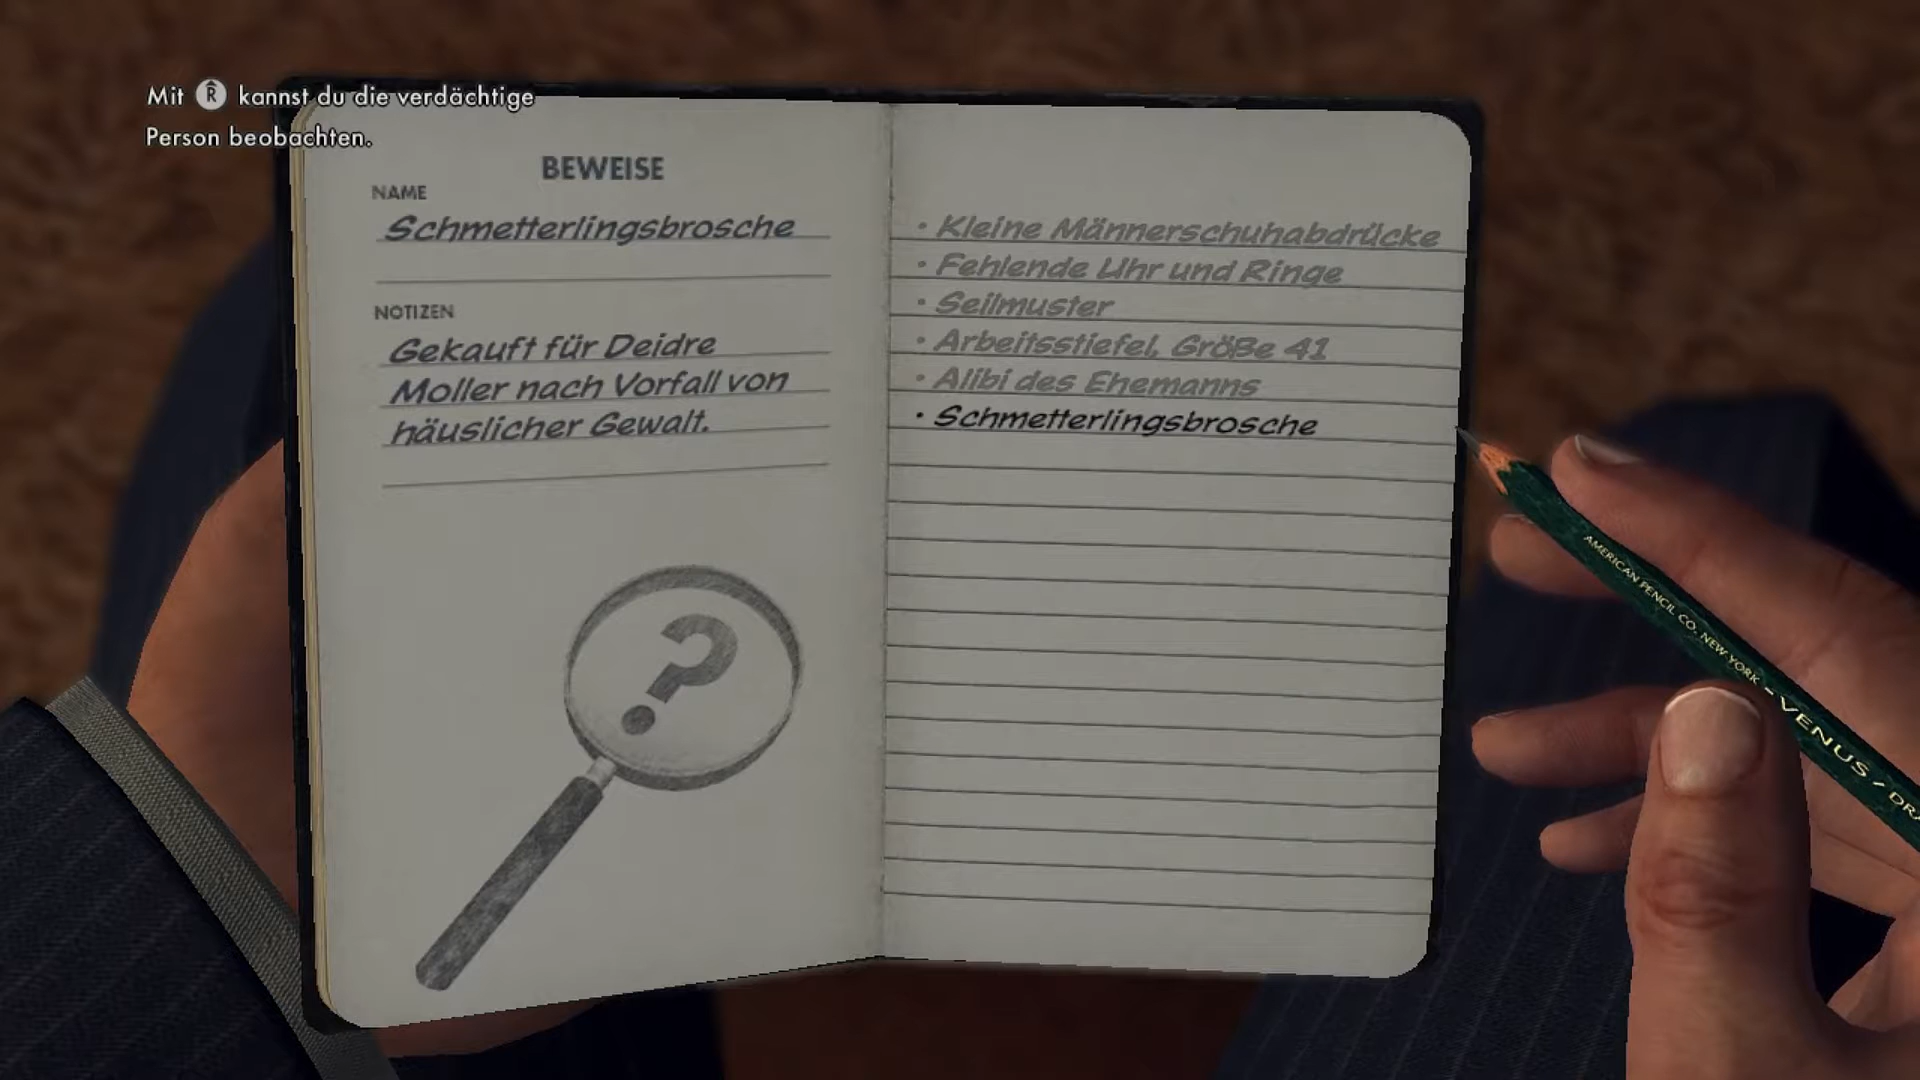 Mit R kannst du die verdächtige
Person beobachten.
BEWEISE
NAME
Schmetterlingsbrosche
NOTIZEN
Gekauft für Deidre
Moller nach Vorfall von
häuslicher Gewalt.
?
• Kleine Männerschuhabdrücke
• Fehlende Uhr und Ringe
• Seilmuster
• Arbeitsstiefel, Größe 41
• Alibi des Ehemanns
• Schmetterlingsbrosche
AMERICAN PENCIL CO. NEW YORK - VENUS / DRA